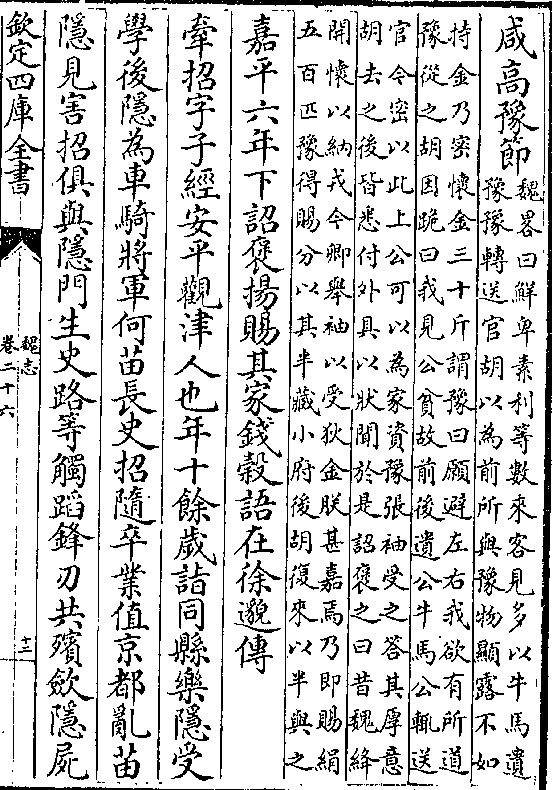 咸高豫節
魏畧曰鮮卑素利等數來客見多以牛馬遺
豫豫轉送官胡以為前所與豫物顯露不如
持金乃密懷金三十斤謂豫曰願避左右我欲有所道
豫從之胡因跪曰我見公貧故前後遺公牛馬公輒送
官今密以此上公可以為家資豫張袖受之答其厚意
胡去之後皆悉付外具以狀聞於是詔褒之曰昔魏絳
開懷以納戎今卿舉袖以受狄金朕甚嘉焉乃即賜絹
五百匹豫得賜分以其半藏小府後胡復來以半與之
嘉平六年下詔褒揚賜其家錢穀語在徐邈傳
牽招字子經安平觀津人也年十餘歲詣同縣樂隱受
學後隱為車騎將軍何苗長史招隨卒業值京都亂苗
隱見害招俱與隱門生史路等觸蹈鋒刃共殯斂隱屍
欽定四庫全書
魏志
卷二十六
十三